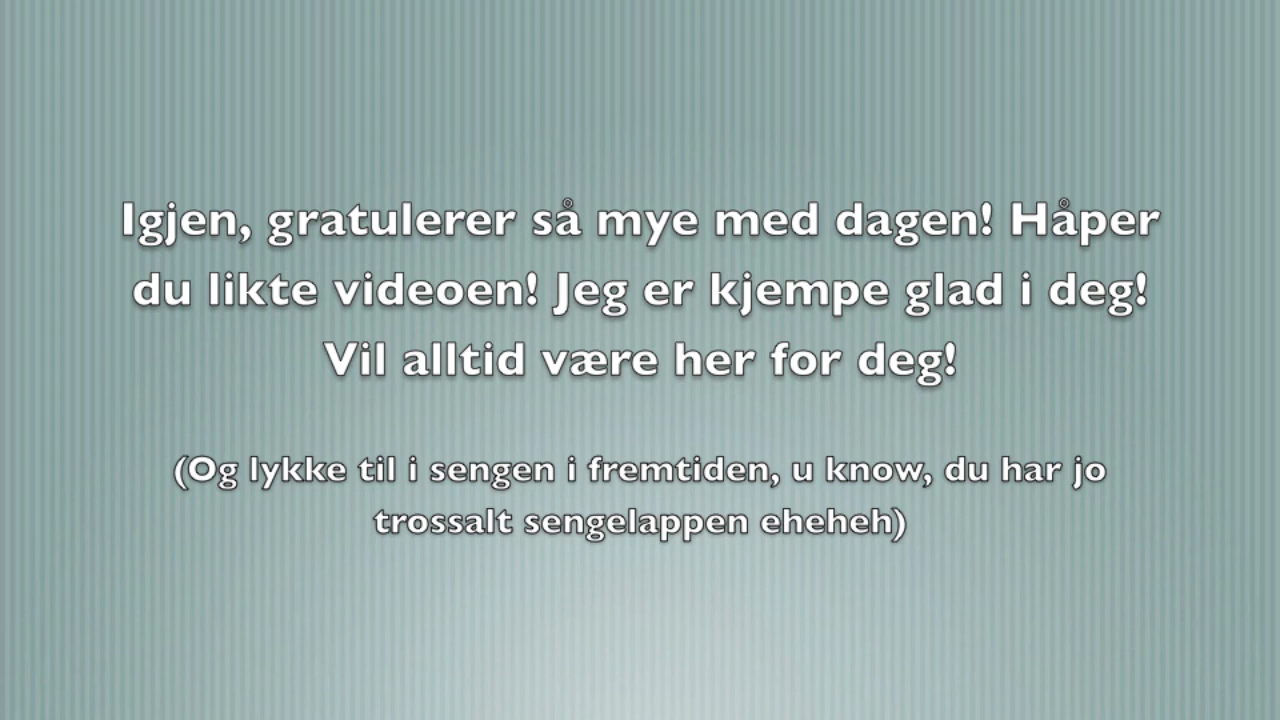 Igjen, gratulerer så mye med dagen! Håper
du likte videoen! Jeg er kjempe glad i deg!
Vil alltid være her for deg!
(Og lykke til i sengen i fremtiden, u know, du har jo
trossalt sengelappen eheheh)